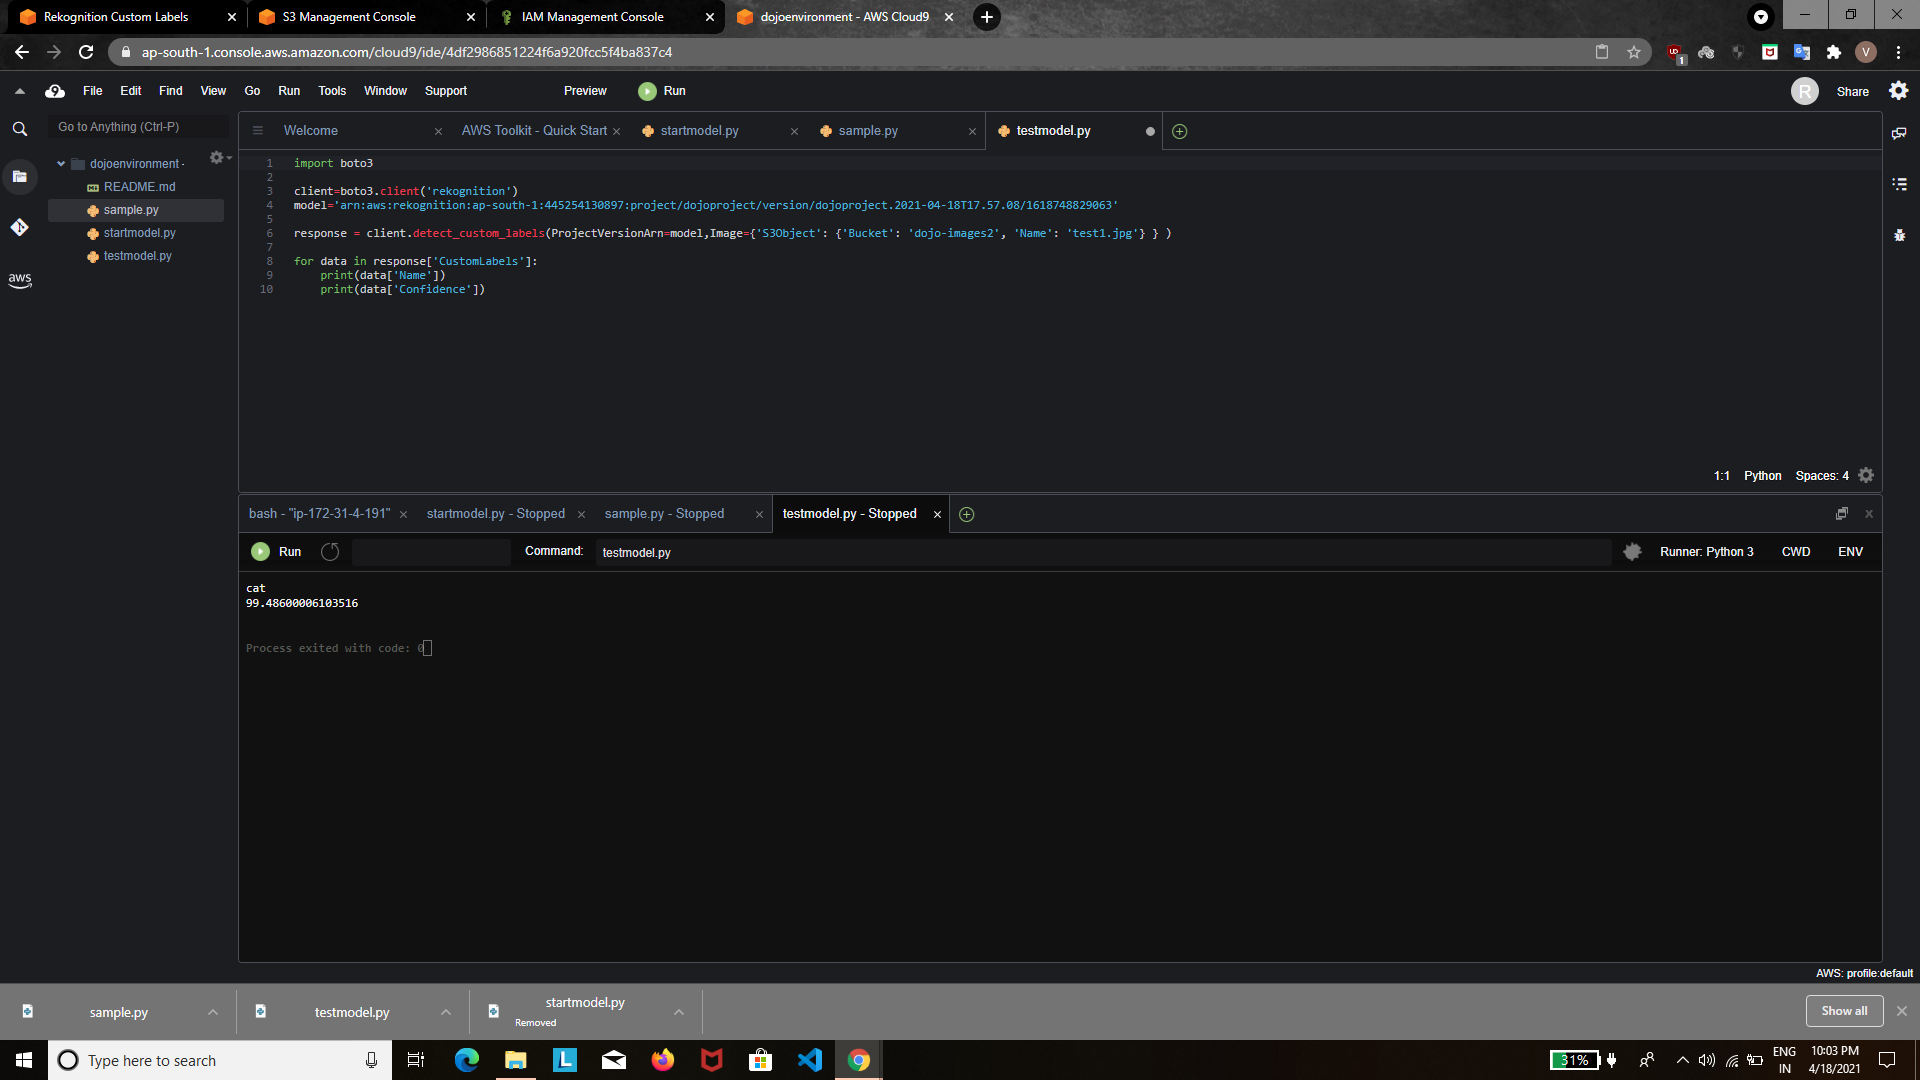 Rekognition Custom Labels
S3 Management Console
IAM Management Console
dojoenvironment - AWS Cloud9
ap-south-1.console.aws.amazon.com/cloud9/ide/4df2986851224f6a920fcc5f4ba837c4
1
V
9 File Edit Find View Go Run Tools Window Support Preview Run
R Share
Go to Anything (Ctrl-P)
Welcome
AWS Toolkit - Quick Start
startmodel.py
sample.py
testmodel.py
dojoenvironment -
README.md
sample.py
startmodel.py
testmodel.py
aws
1 import boto3
2
3 client=boto3.client('rekognition')
4 model='arn:aws:rekognition:ap-south-1:445254130897:project/dojoproject/version/dojoproject.2021-04-18T17.57.08/1618748829063'
5
6 response = client.detect_custom_labels(ProjectVersionArn=model,Image={'S3Object': {'Bucket': 'dojo-images2', 'Name': 'test1.jpg'} } )
7
8 for data in response['CustomLabels']:
9 print(data['Name'])
10 print(data['Confidence'])
1:1 Python Spaces: 4
bash - "ip-172-31-4-191"
startmodel.py - Stopped
sample.py - Stopped
testmodel.py - Stopped
Run Command: testmodel.py Runner: Python 3 CWD ENV
cat
99.48600006103516
Process exited with code: 0
AWS: profile:default
sample.py
testmodel.py
startmodel.py
Removed
Show all
Type here to search
L
31%
ENG
IN
10:03 PM
4/18/2021